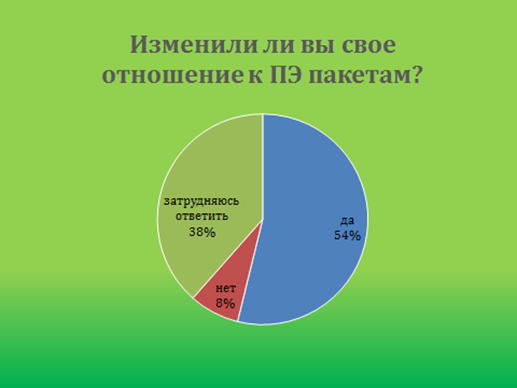 Изменили ли вы свое
отношение к ПЭ пакетам?
затрудняюсь
ответить
38%
да
54%
нет
8%